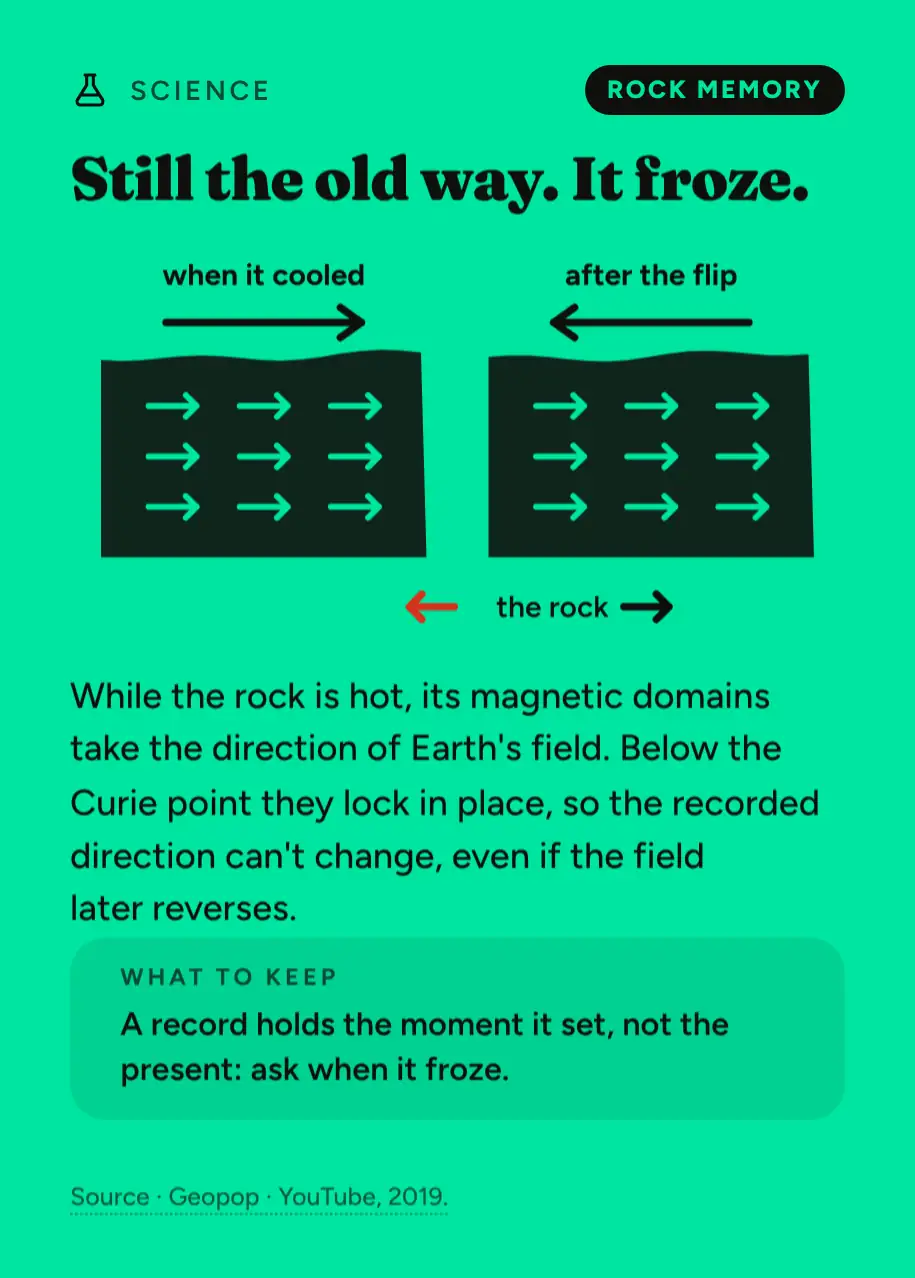 SCIENCE
ROCK MEMORY
Still the old way. It froze.
when it cooled
after the flip
the rock
While the rock is hot, its magnetic domains
take the direction of Earth's field. Below the
Curie point they lock in place, so the recorded
direction can't change, even if the field
later reverses.
WHAT TO KEEP
A record holds the moment it set, not the
present: ask when it froze.
Source · Geopop · YouTube, 2019.